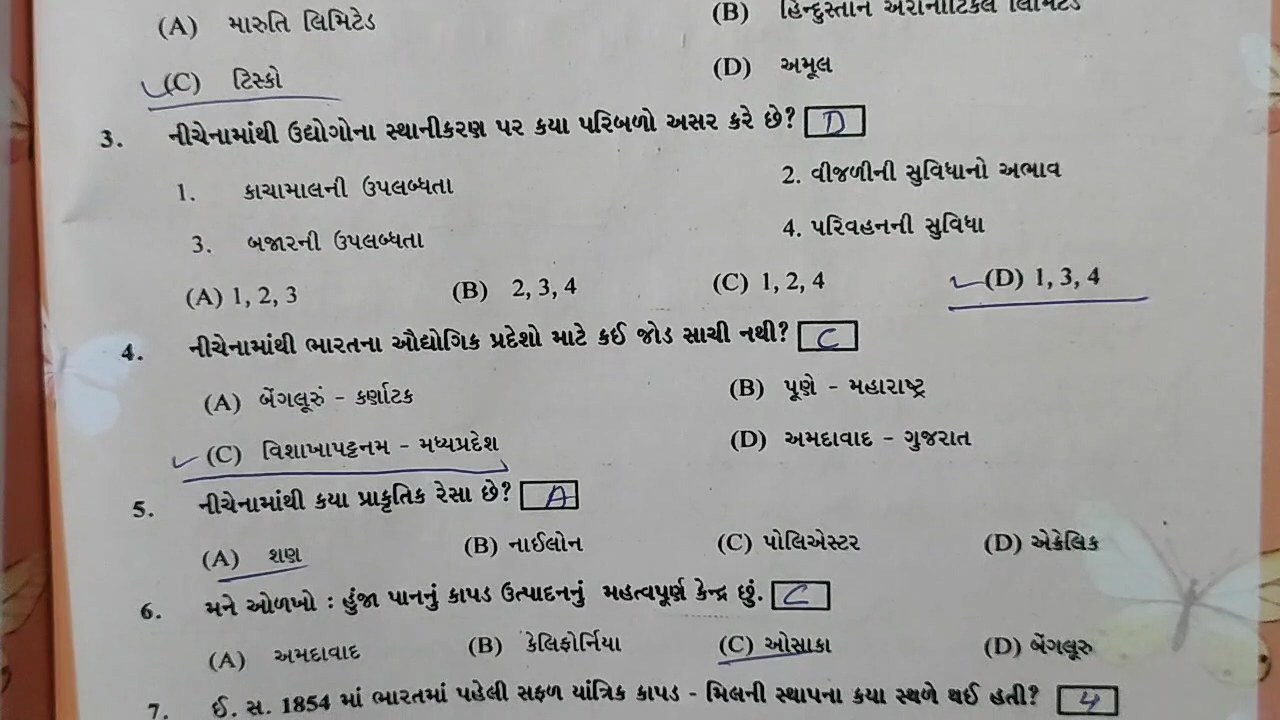 (A) મારુતિ લિમિટેડ (B) હિન્દુસ્તાન
(C) ટિસ્કો (D) અમૂલ
3. નીચેનામાંથી ઉદ્યોગોના સ્થાનીકરણ પર કયા પરિબળો અસર કરે છે? D
1. કાચામાલની ઉપલબ્ધતા 2. વીજળીની સુવિધાનો અભાવ
3. બજારની ઉપલબ્ધતા 4. પરિવહનની સુવિધા
(A) 1, 2, 3 (B) 2, 3, 4 (C) 1, 2, 4 (D) 1, 3, 4
4. નીચેનામાંથી ભારતના ઔદ્યોગિક પ્રદેશો માટે કઈ જોડ સાચી નથી? C
(A) બેંગલૂરું - કર્ણાટક (B) પૂણે - મહારાષ્ટ્ર
(C) વિશાખાપટ્ટનમ - મધ્યપ્રદેશ (D) અમદાવાદ - ગુજરાત
5. નીચેનામાંથી કયા પ્રાકૃતિક રેસા છે? A
(A) શણ (B) નાઈલોન (C) પોલિએસ્ટર (D) એક્રેલિક
6. મને ઓળખો : હુંજા પાનનું કાપડ ઉત્પાદનનું મહત્વપૂર્ણ કેન્દ્ર છું. C
(A) અમદાવાદ (B) કેલિફોર્નિયા (C) ઓસાકા (D) બેંગલૂરુ
7. ઈ. સ. 1854 માં ભારતમાં પહેલી સફળ યાંત્રિક કાપડ - મિલની સ્થાપના કયા સ્થળે થઈ હતી?